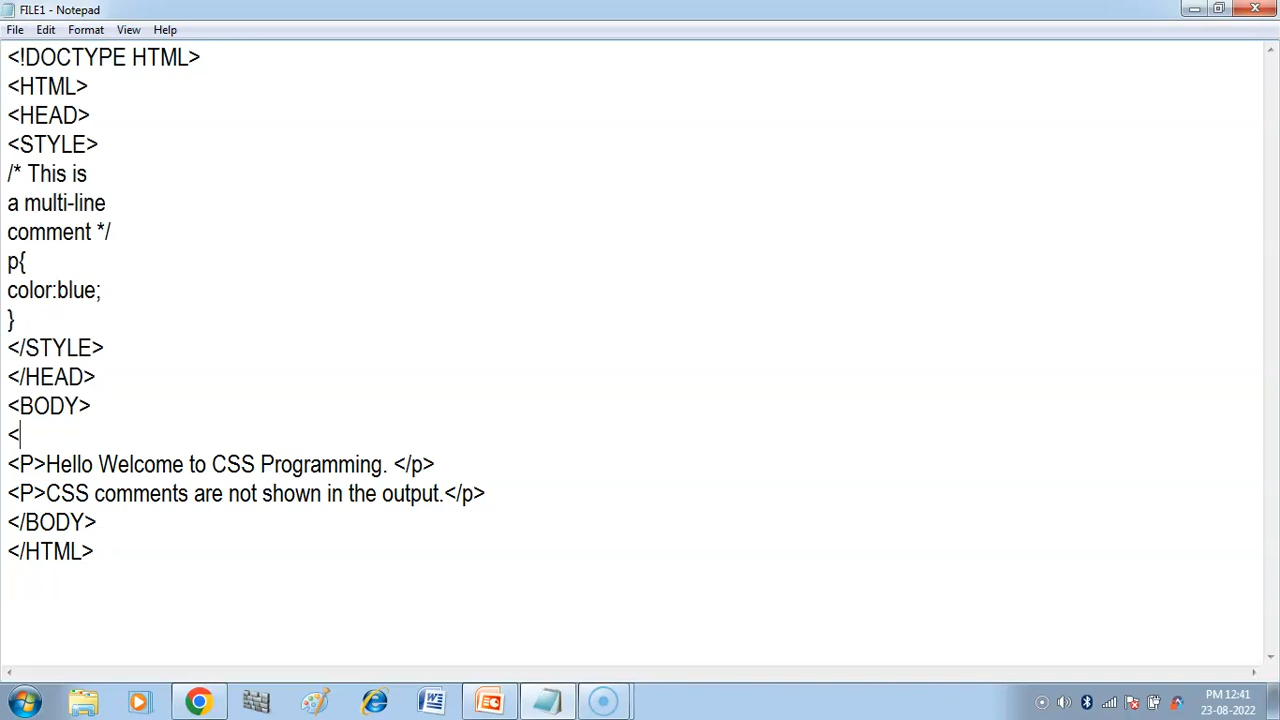 FILE1 - Notepad
File Edit Format View Help
<!DOCTYPE HTML>
<HTML>
<HEAD>
<STYLE>
/* This is
a multi-line
comment */
p{
color:blue;
}
</STYLE>
</HEAD>
<BODY>
<
<P>Hello Welcome to CSS Programming. </p>
<P>CSS comments are not shown in the output.</p>
</BODY>
</HTML>
PM 12:41
23-08-2022